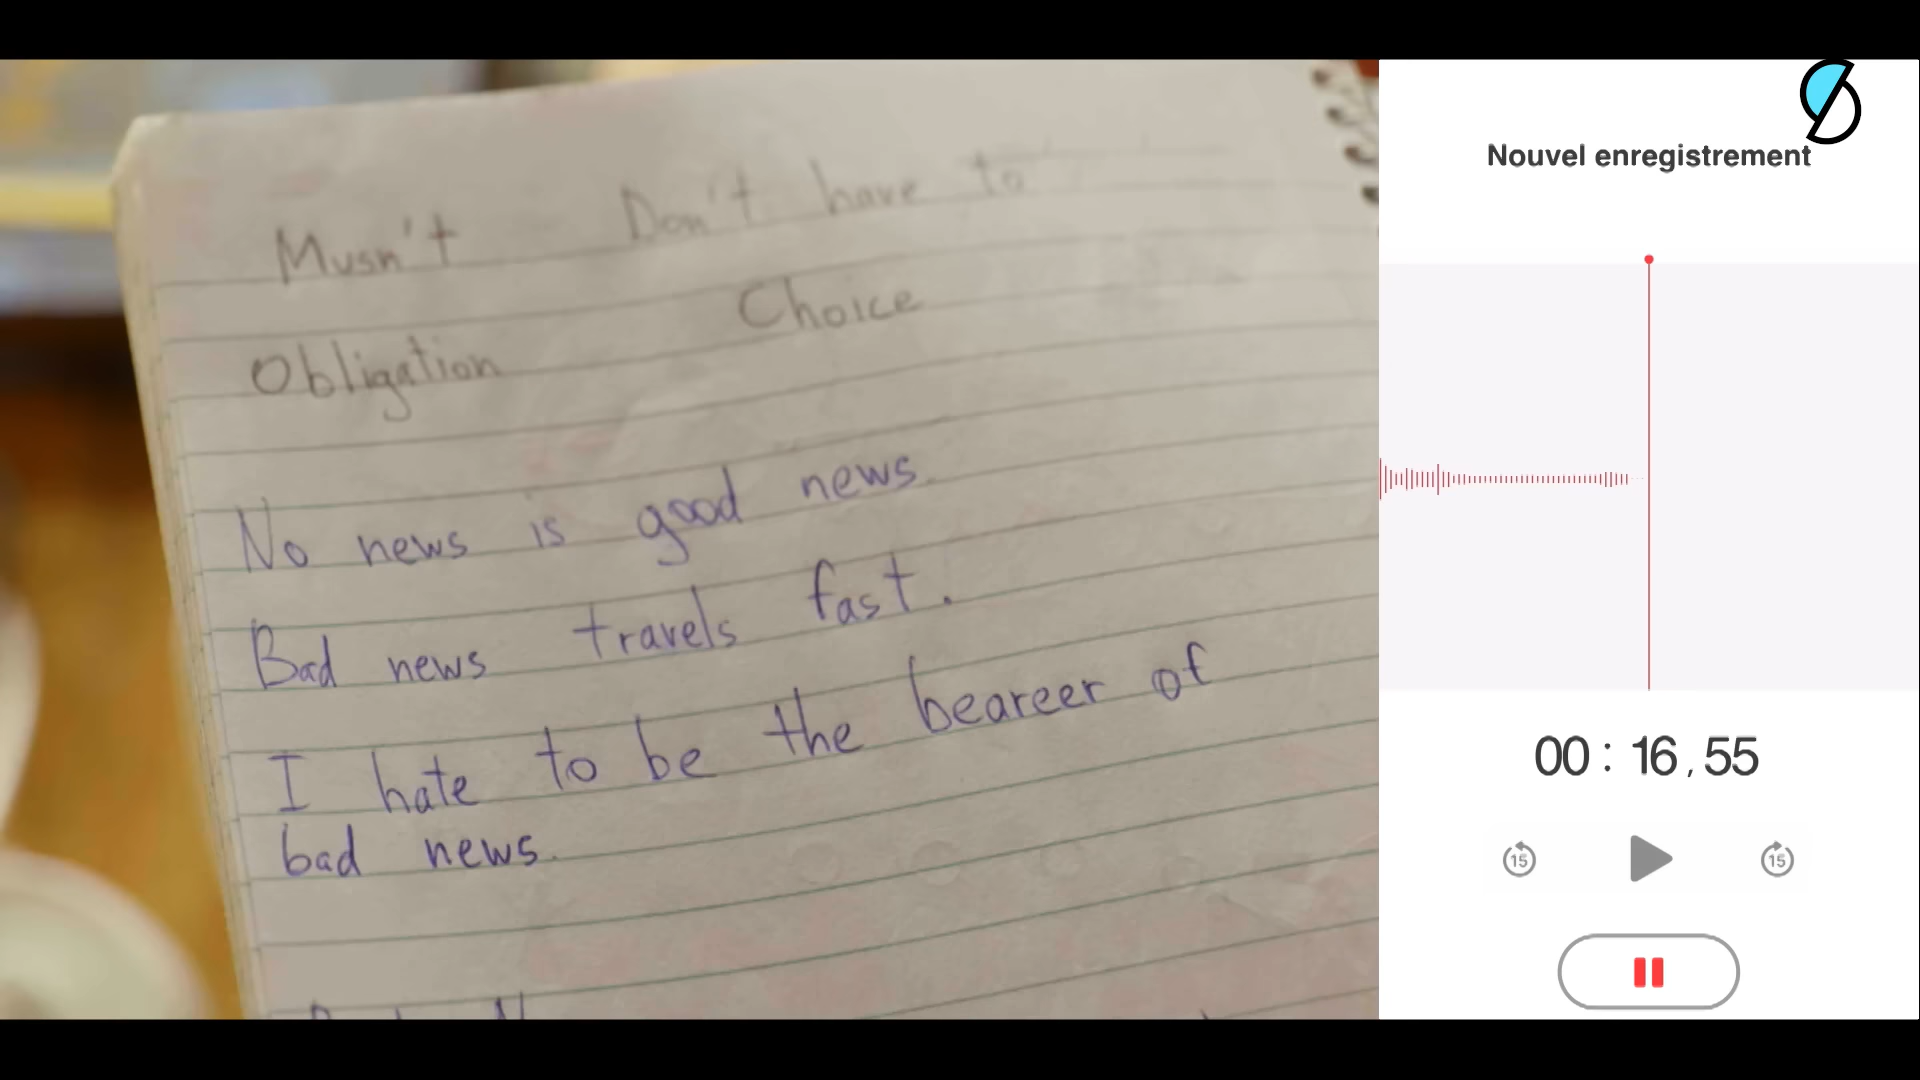 Musn't Don't have to
Obligation Choice
No news is good news.
Bad news travels fast.
I hate to be the beareer of
bad news.
Nouvel enregistrement
00 : 16,55
15 15